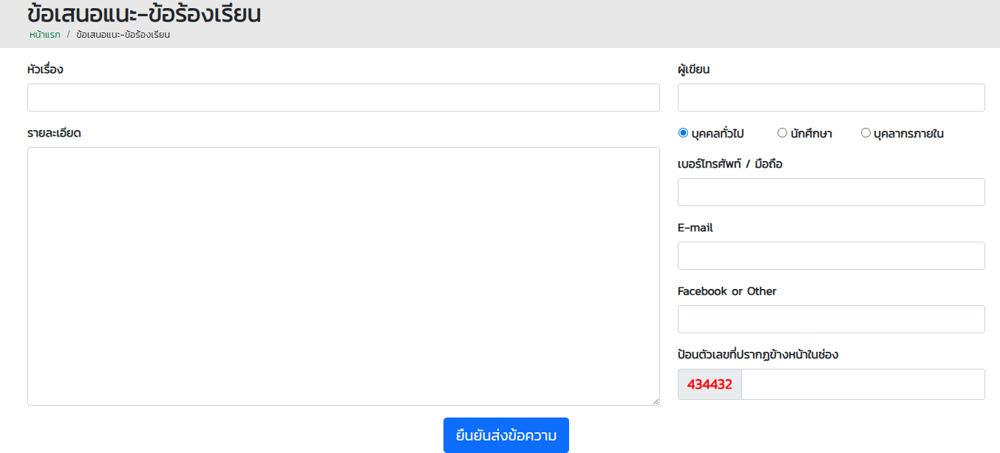 ข้อเสนอแนะ-ข้อร้องเรียน
หน้าแรก / ข้อเสนอแนะ-ข้อร้องเรียน
หัวเรื่อง
รายละเอียด
ผู้เขียน
บุคคลทั่วไป นักศึกษา บุคลากรภายใน
เบอร์โทรศัพท์ / มือถือ
E-mail
Facebook or Other
ป้อนตัวเลขที่ปรากฏข้างหน้าในช่อง
434432
ยืนยันส่งข้อความ